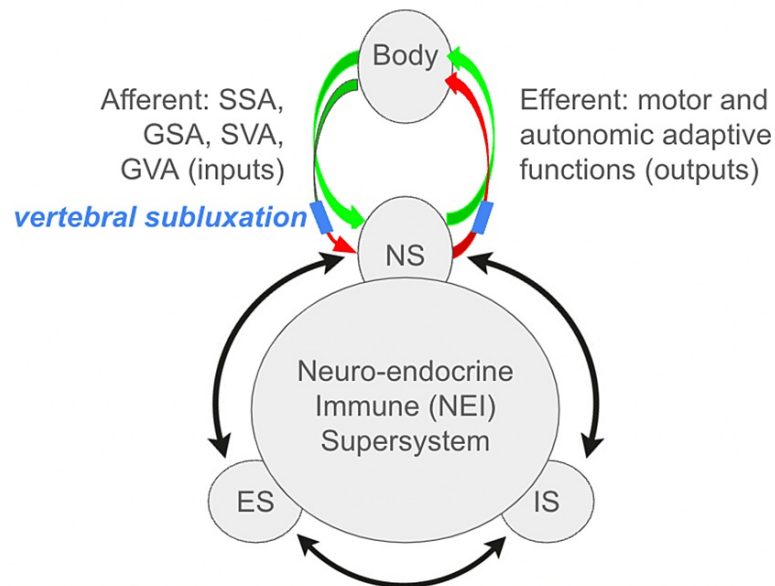 Body
Afferent: SSA,
GSA, SVA,
GVA (inputs)
Efferent: motor and
autonomic adaptive
functions (outputs)
vertebral subluxation
NS
Neuro-endocrine
Immune (NEI)
Supersystem
ES
IS